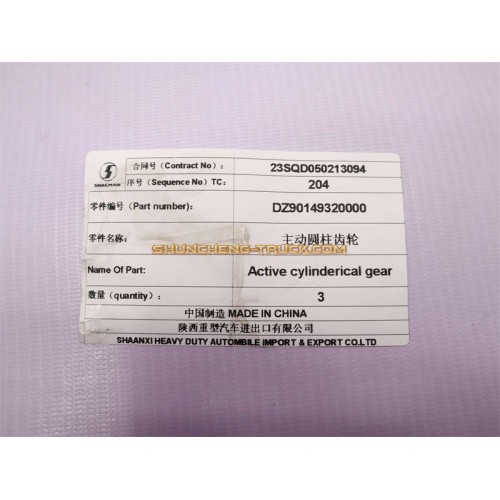 SHACMAN
合同号 (Contract No) : 23SQD050213094
序号 (Sequence No) TC: 204
零件编号 (Part number): DZ90149320000
零件名称: 主动圆柱齿轮
SHUNCHENG-TRUCK.COM
Name Of Part: Active cylinderical gear
数量 (quantity) : 3
中国制造 MADE IN CHINA
陕西重型汽车进出口有限公司
SHAANXI HEAVY DUTY AUTOMBILE IMPORT & EXPORT CO.LTD